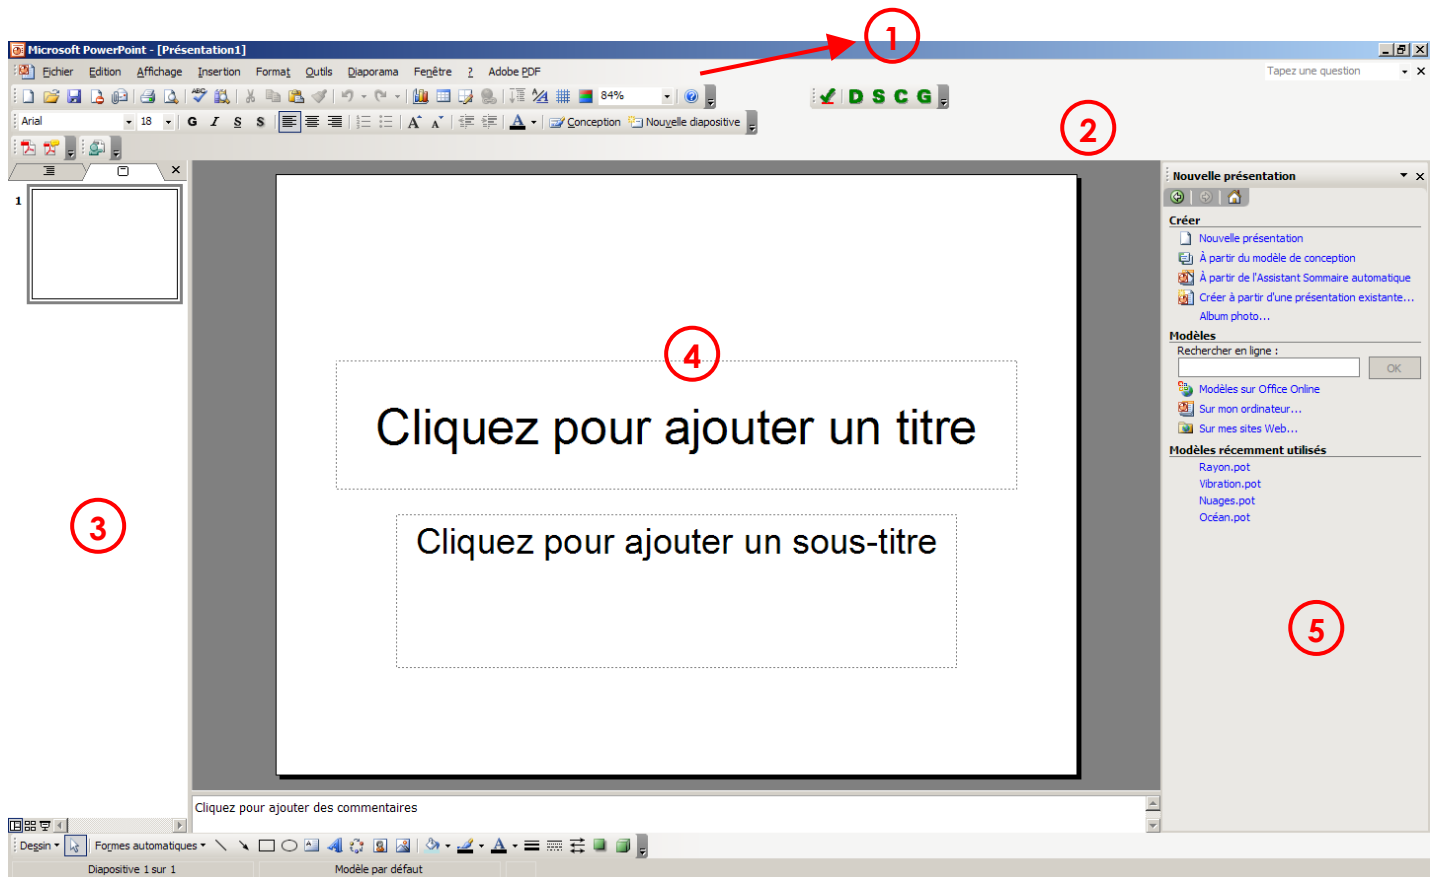 1
Microsoft PowerPoint - [Présentation1]
Fichier Edition Affichage Insertion Format Outils Diaporama Fenêtre ? Adobe PDF Tapez une question
84% D S C G
Arial 18 G I S S A A A Conception Nouvelle diapositive
2
Nouvelle présentation
1
Créer
Nouvelle présentation
À partir du modèle de conception
À partir de l'Assistant Sommaire automatique
Créer à partir d'une présentation existante...
Album photo...
Modèles
Rechercher en ligne :
OK
Modèles sur Office Online
Sur mon ordinateur...
Sur mes sites Web...
Modèles récemment utilisés
Rayon.pot
Vibration.pot
Nuages.pot
Océan.pot
4
Cliquez pour ajouter un titre
3
Cliquez pour ajouter un sous-titre
5
Cliquez pour ajouter des commentaires
Dessin Formes automatiques A
Diapositive 1 sur 1 Modèle par défaut